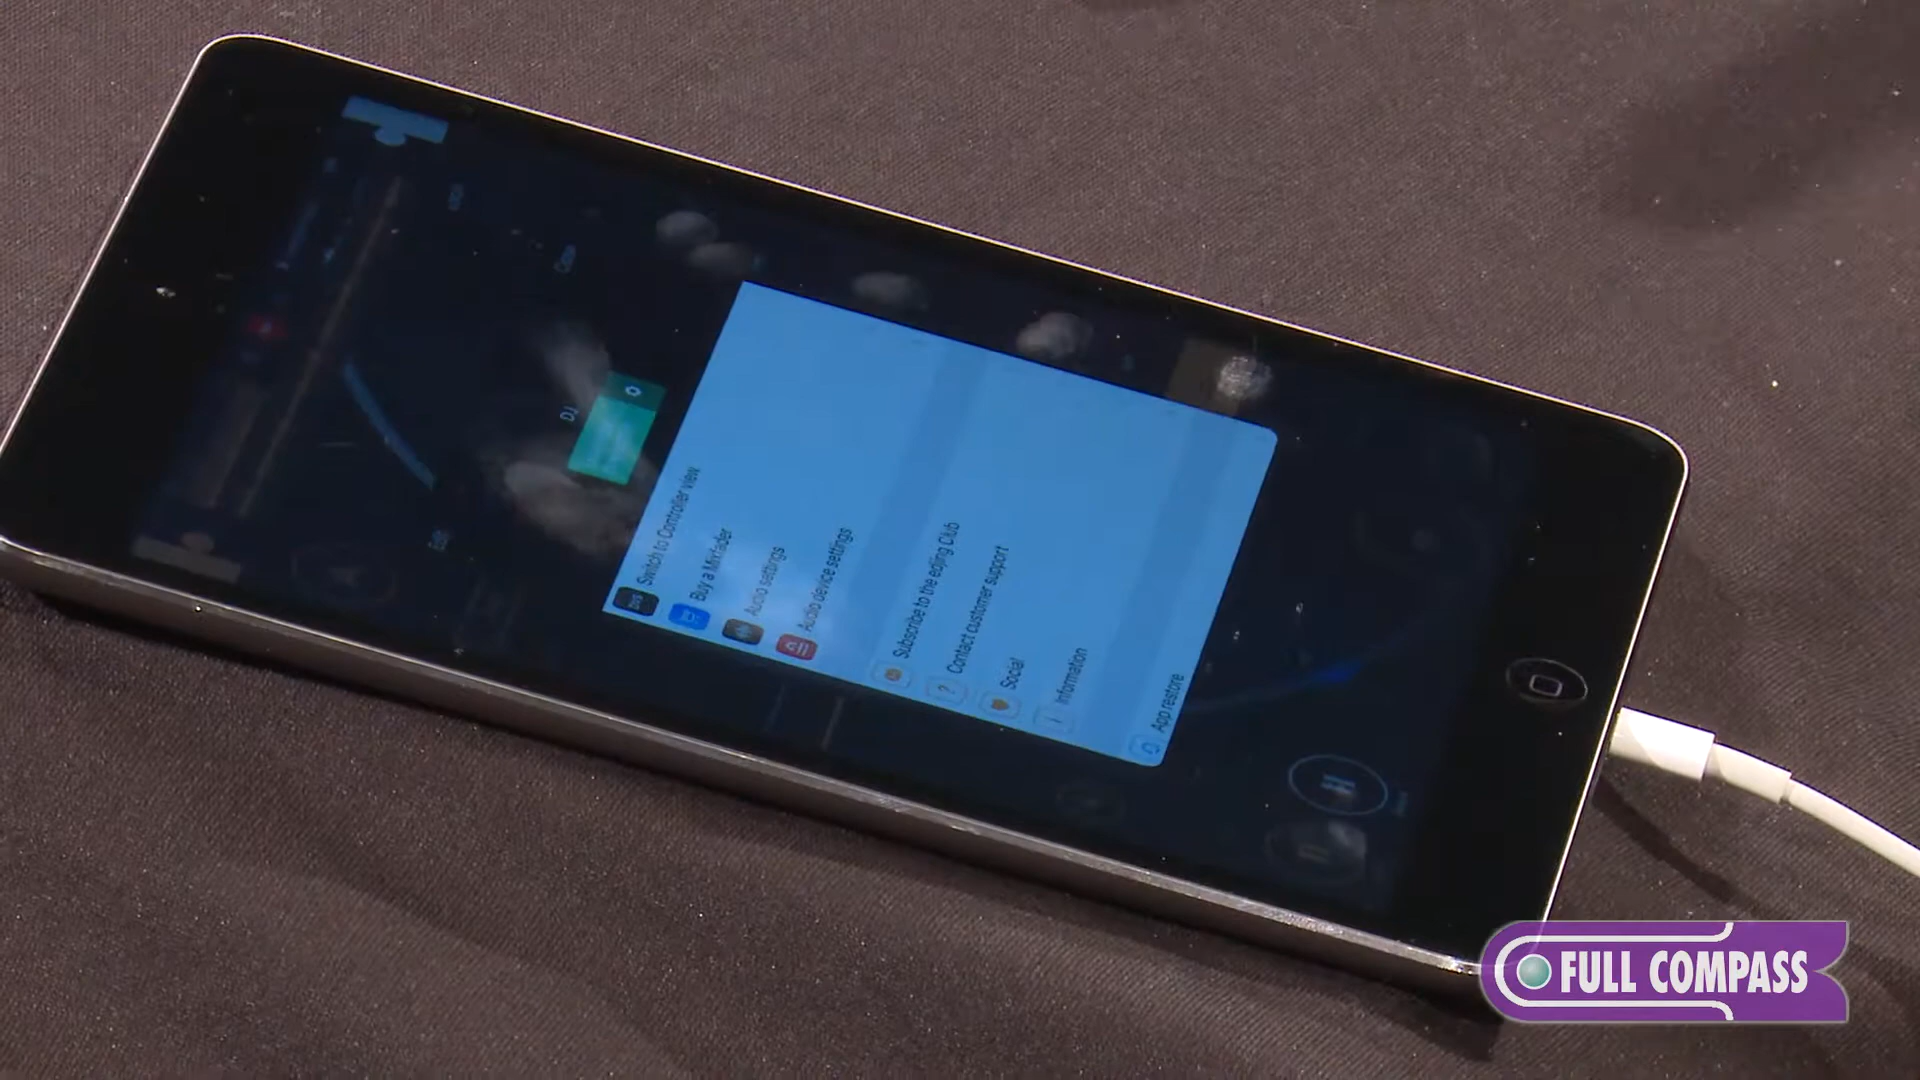 Edit
DJ
Switch to Controller view
Buy a Mixfader
Audio settings
Audio device settings
Subscribe to the edjing Club
Contact customer support
Social
Information
App restore
FULL COMPASS